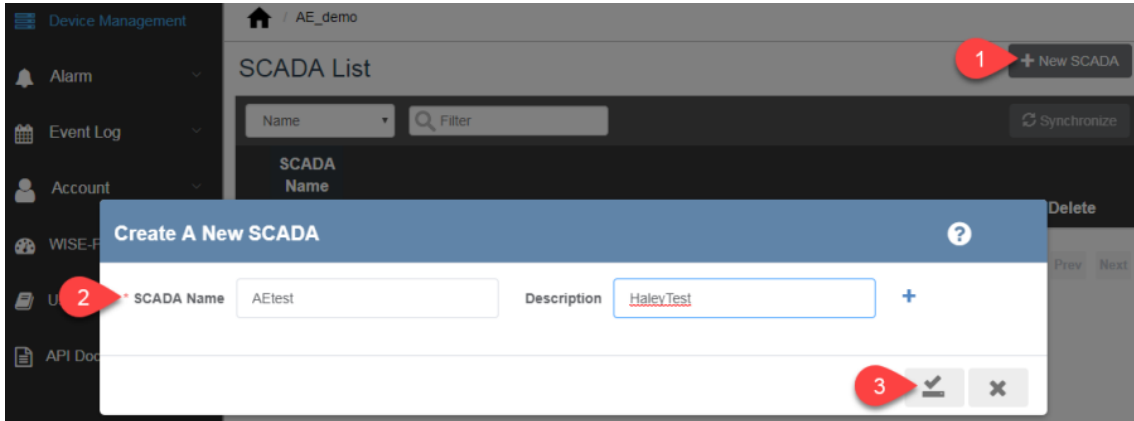 Device Management
/ AE_demo
Alarm
SCADA List
1
+ New SCADA
Event Log
Name
Filter
Synchronize
Account
SCADA
Name
Delete
WISE-
Create A New SCADA
?
Prev Next
2
* SCADA Name AEtest Description HaleyTest +
API Doc
3